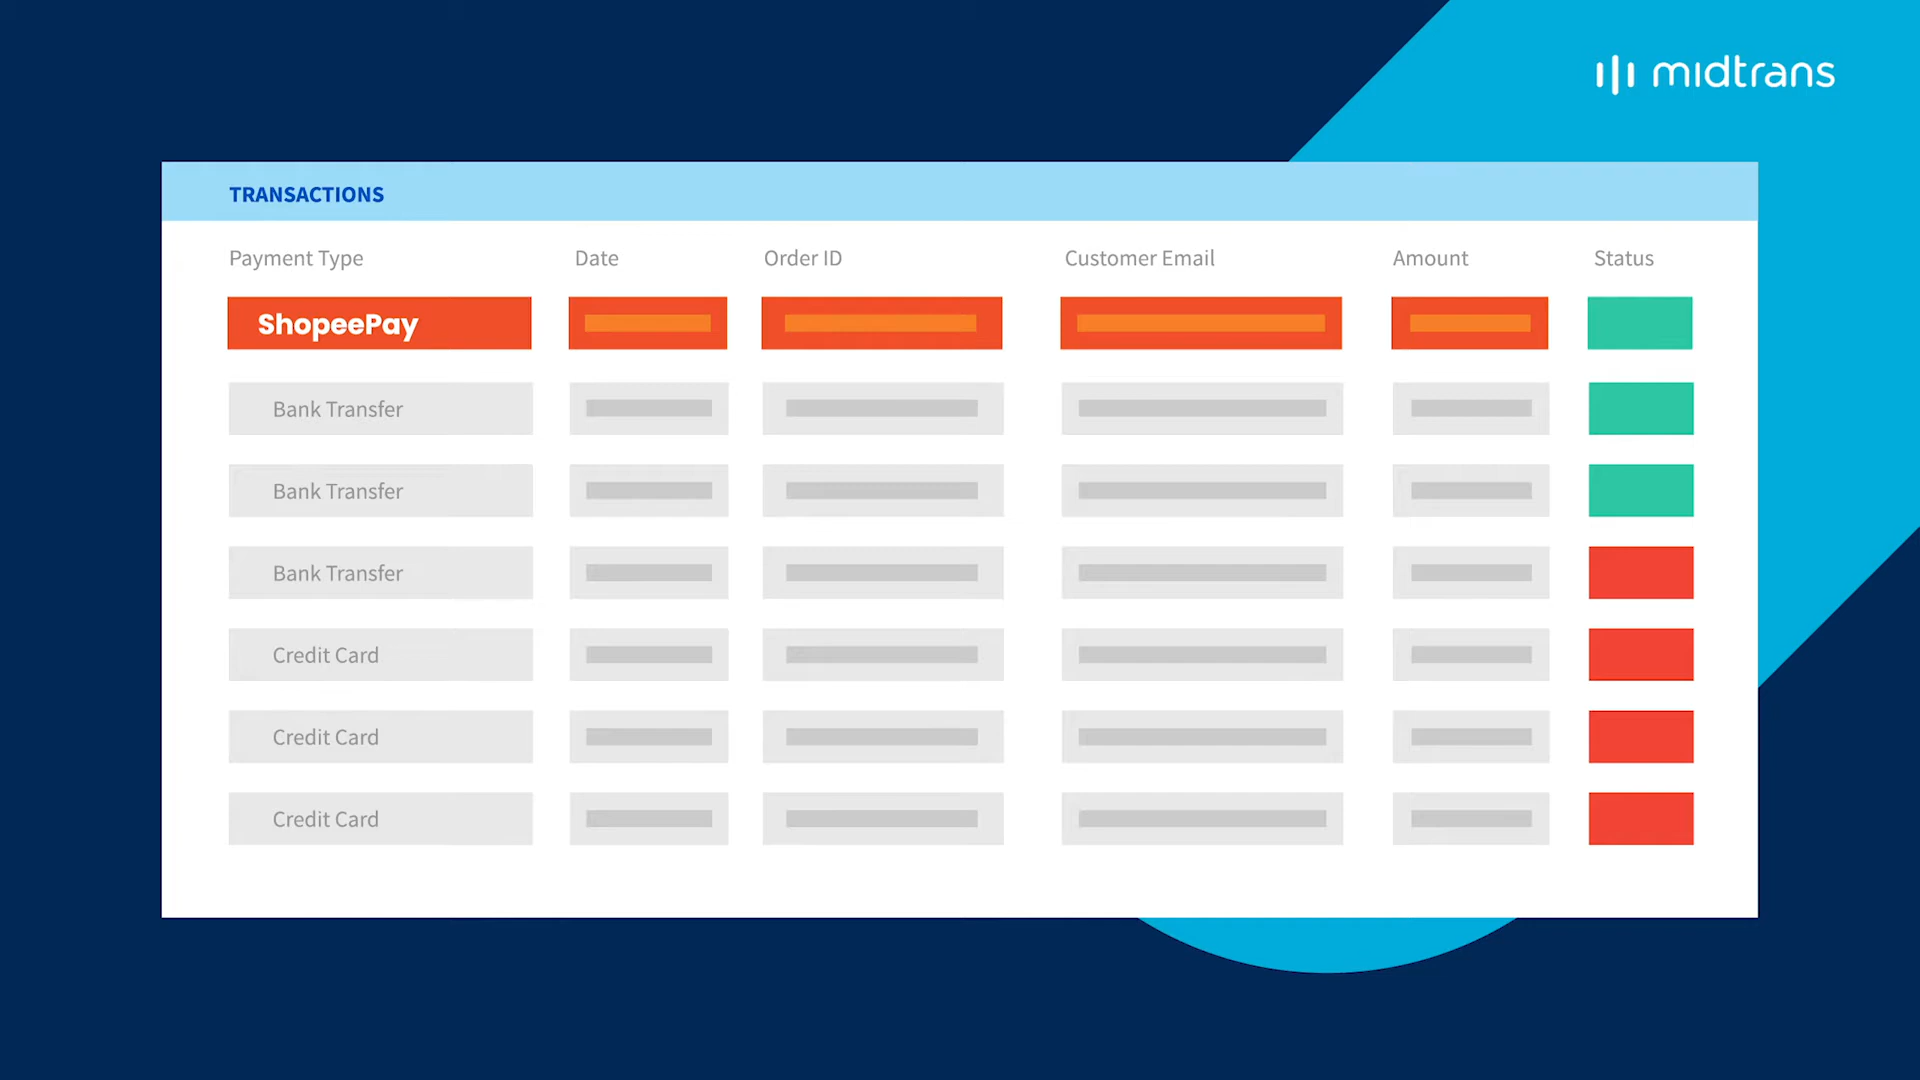 midtrans
TRANSACTIONS
Payment Type Date Order ID Customer Email Amount Status
ShopeePay
Bank Transfer
Bank Transfer
Bank Transfer
Credit Card
Credit Card
Credit Card